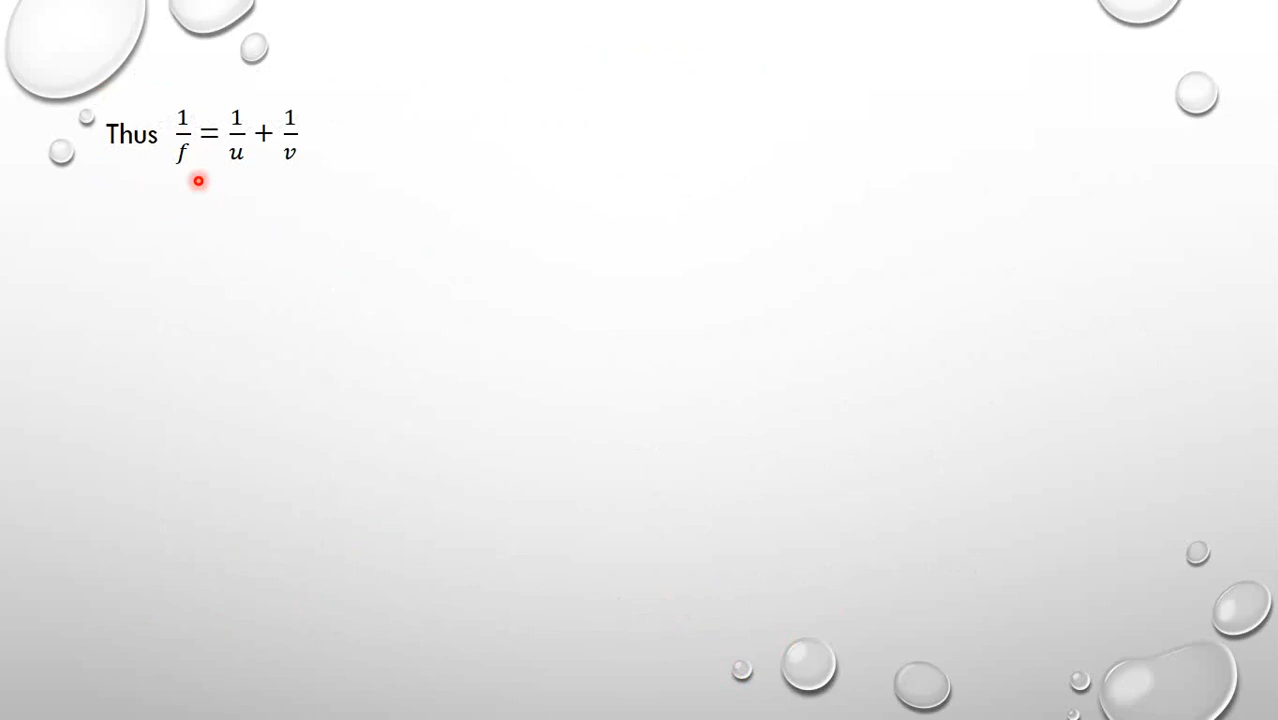 Thus 1/f = 1/u + 1/v